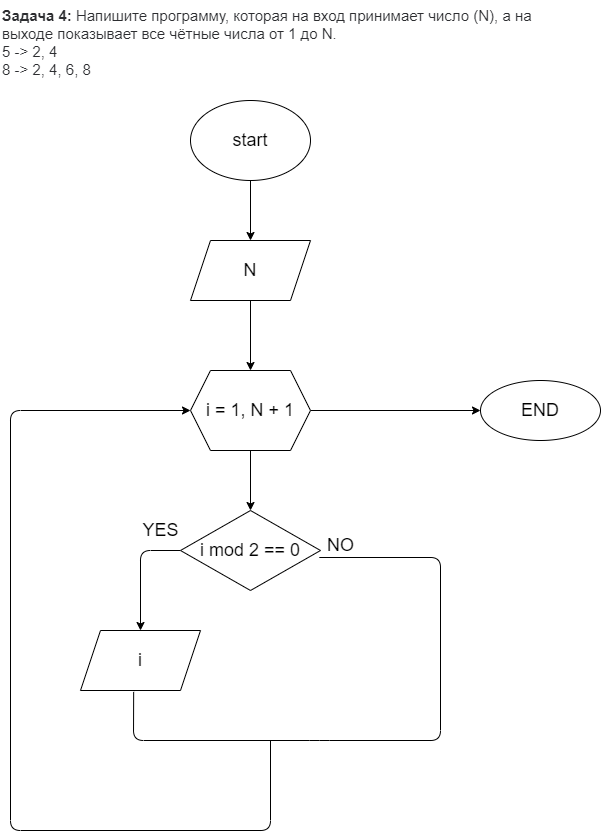 Задача 4: Напишите программу, которая на вход принимает число (N), а на
выходе показывает все чётные числа от 1 до N.
5 -> 2, 4
8 -> 2, 4, 6, 8
start
N
i = 1, N + 1
END
YES
i mod 2 == 0
NO
i